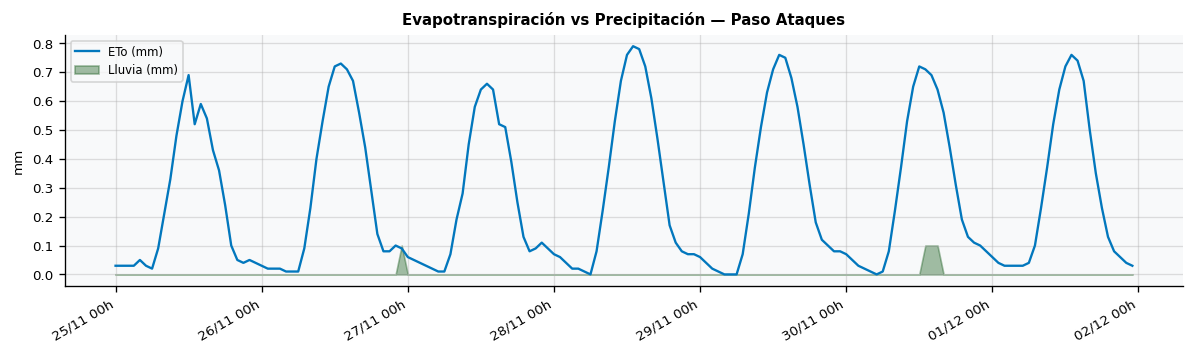 Evapotranspiración vs Precipitación — Paso Ataques
ETo (mm)
Lluvia (mm)
mm
0.8
0.7
0.6
0.5
0.4
0.3
0.2
0.1
0.0
25/11 00h
26/11 00h
27/11 00h
28/11 00h
29/11 00h
30/11 00h
01/12 00h
02/12 00h